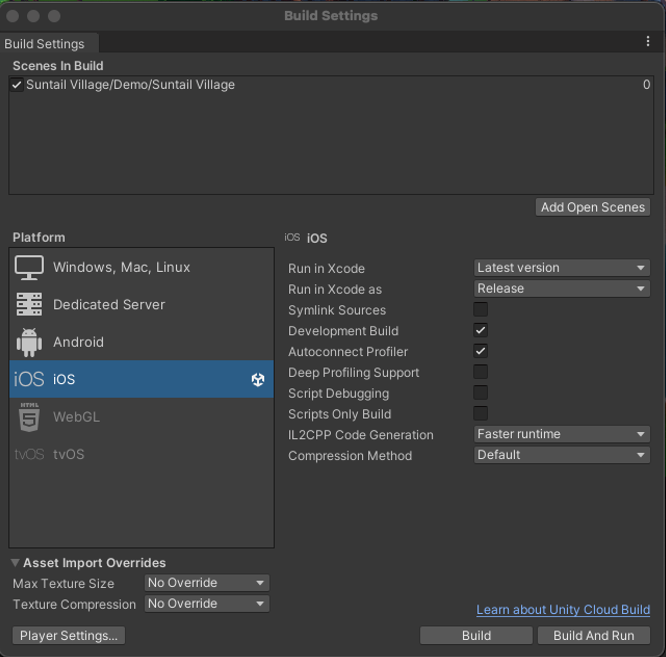 Build Settings
Build Settings
Scenes In Build
Suntail Village/Demo/Suntail Village 0
Add Open Scenes
Platform
Windows, Mac, Linux
Dedicated Server
Android
iOS iOS
HTML 5 WebGL
tvOS tvOS
iOS iOS
Run in Xcode Latest version
Run in Xcode as Release
Symlink Sources
Development Build
Autoconnect Profiler
Deep Profiling Support
Script Debugging
Scripts Only Build
IL2CPP Code Generation Faster runtime
Compression Method Default
Asset Import Overrides
Max Texture Size No Override
Texture Compression No Override
Learn about Unity Cloud Build
Player Settings... Build Build And Run